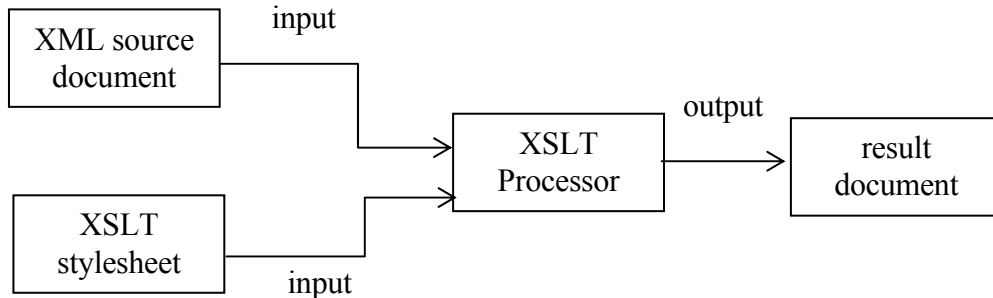 input
XML source
document
output
XSLT
Processor
result
document
XSLT
stylesheet
input